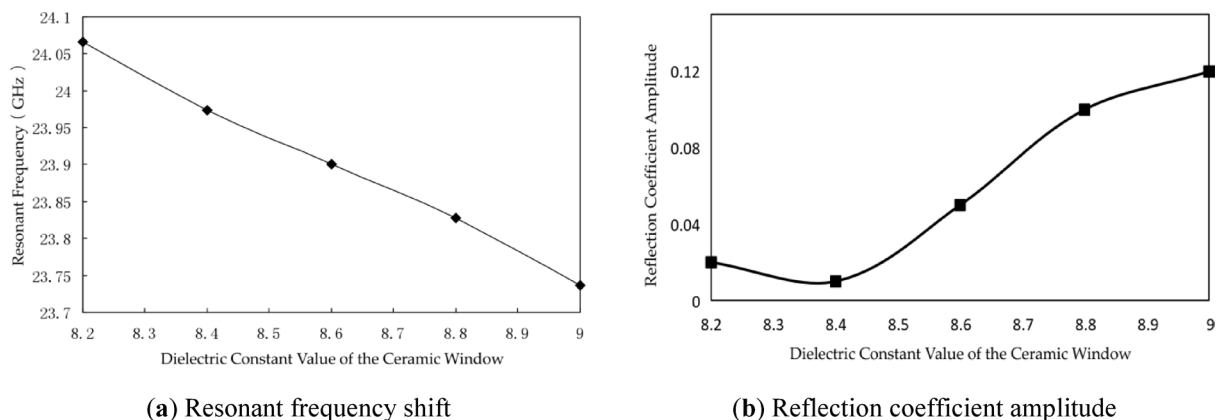 24.1
24.05
24
23.95
23.9
23.85
23.8
23.75
23.7
Resonant Frequency ( GHz )
8.2 8.3 8.4 8.5 8.6 8.7 8.8 8.9 9
Dielectric Constant Value of the Ceramic Window
(a) Resonant frequency shift
0.12
0.08
0.04
0
Reflection Coefficient Amplitude
8.2 8.3 8.4 8.5 8.6 8.7 8.8 8.9 9
Dielectric Constant Value of the Ceramic Window
(b) Reflection coefficient amplitude